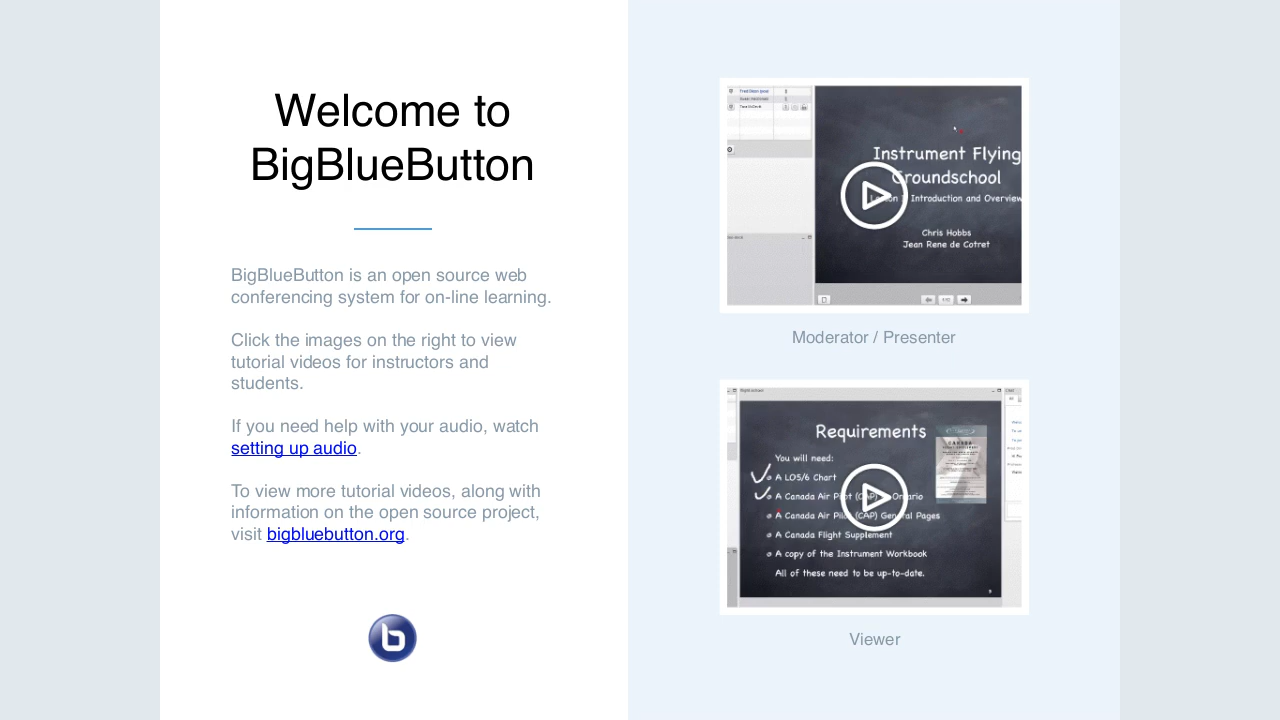 Welcome to
BigBlueButton
BigBlueButton is an open source web
conferencing system for on-line learning.
Click the images on the right to view
tutorial videos for instructors and
students.
If you need help with your audio, watch
setting up audio.
To view more tutorial videos, along with
information on the open source project,
visit bigbluebutton.org.
b
Instrument Flying
Groundschool
Introduction and Overview
Chris Hobbs
Jean Rene de Cotret
Moderator / Presenter
Requirements
You will need:
A LO5/6 Chart
A Canada Air Pilot (CAP) Ontario
A Canada Air Pilot (CAP) General Pages
A Canada Flight Supplement
A copy of the Instrument Workbook
All of these need to be up-to-date.
CANADA
Viewer